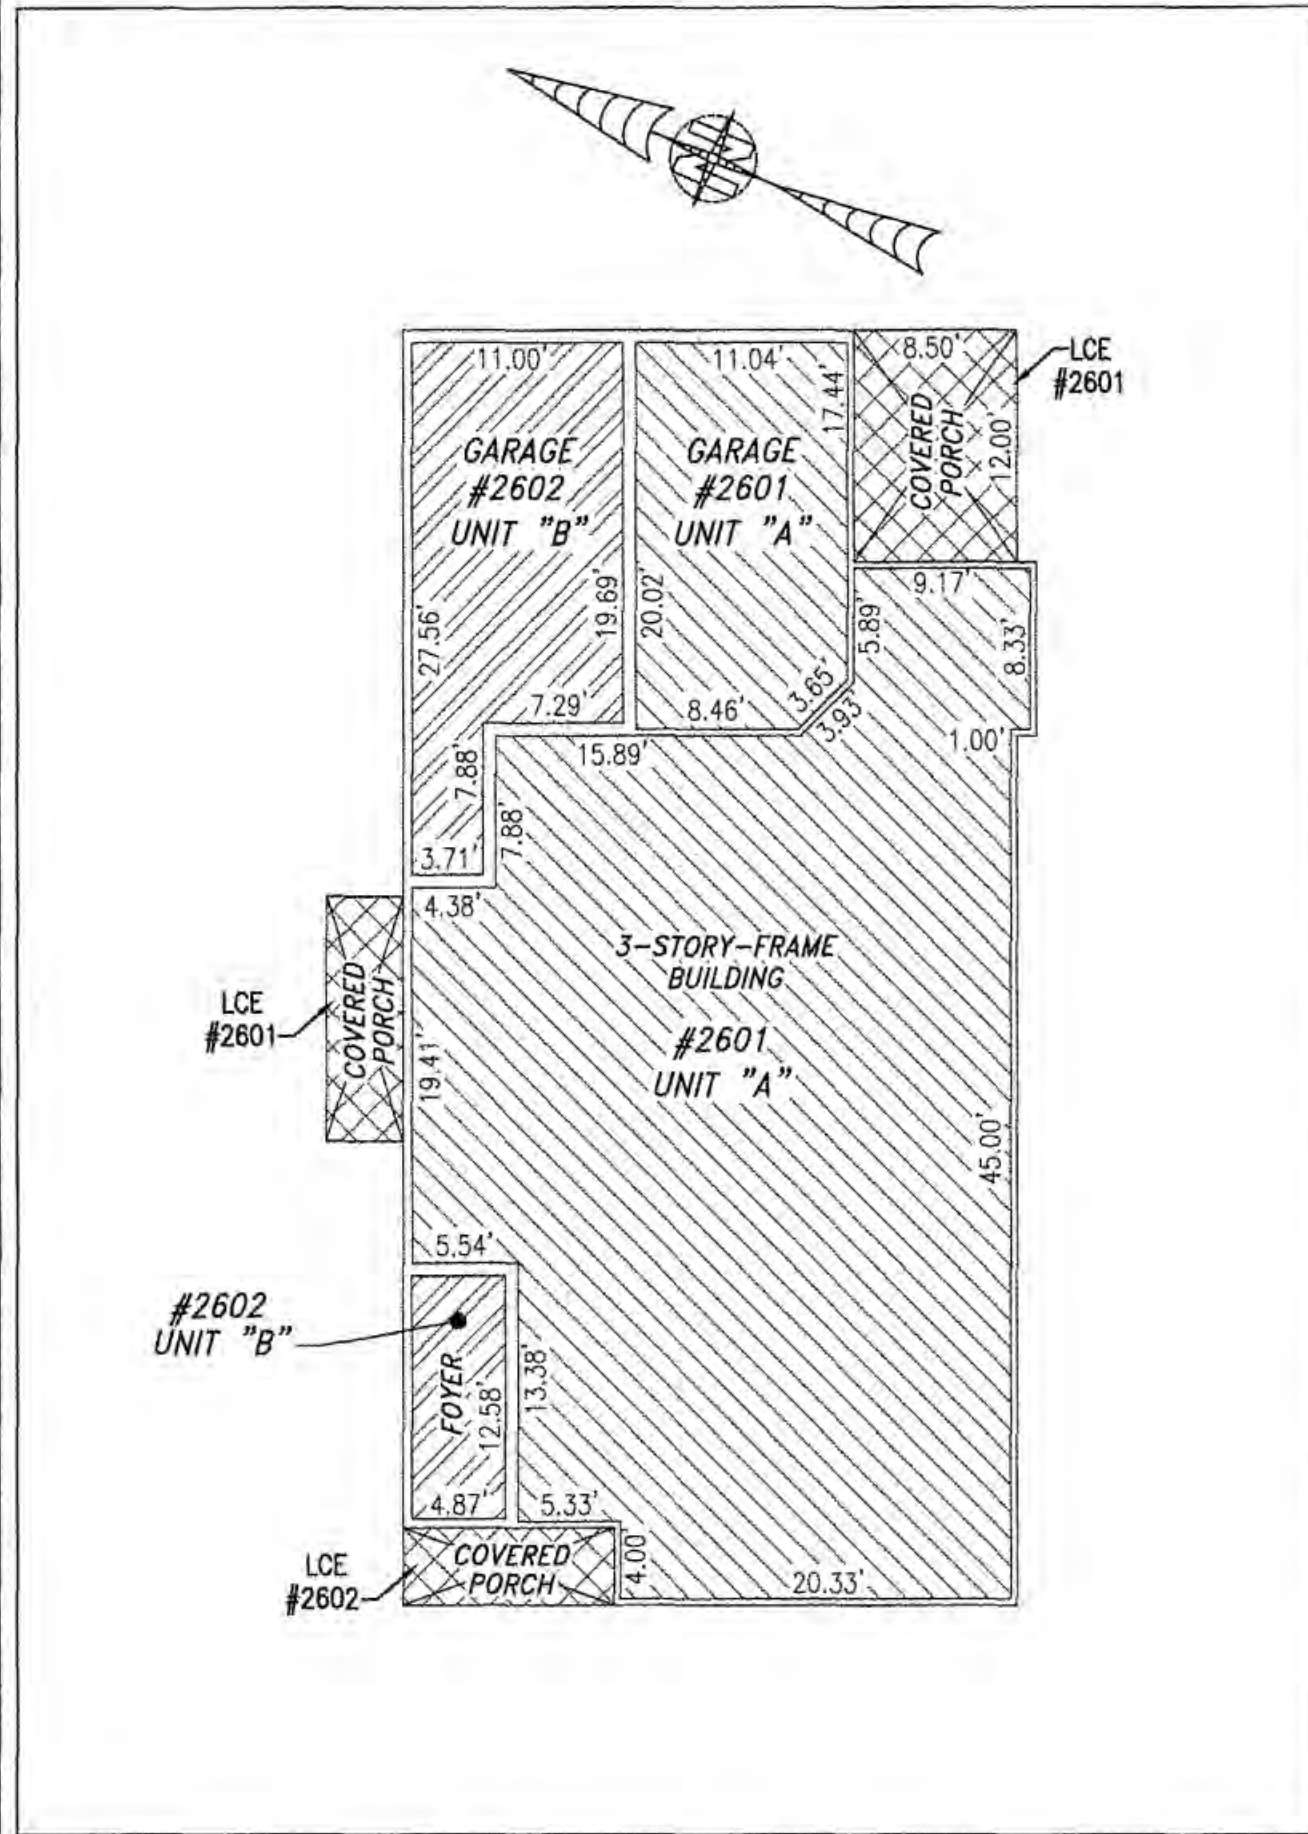 N
11.00'
11.04'
8.50'
LCE
#2601
17.44'
COVERED
PORCH
12.00'
GARAGE
#2602
UNIT "B"
GARAGE
#2601
UNIT "A"
9.17'
27.56'
19.69'
20.02'
5.89'
8.33'
7.29'
8.46'
3.65'
3.93'
1.00'
15.89'
7.88'
7.88'
3.71'
4.38'
3-STORY-FRAME
BUILDING
#2601
UNIT "A"
LCE
#2601
COVERED
PORCH
19.41'
45.00'
5.54'
#2602
UNIT "B"
FOYER
12.58'
13.38'
4.87'
5.33'
LCE
#2602
COVERED
PORCH
4.00'
20.33'